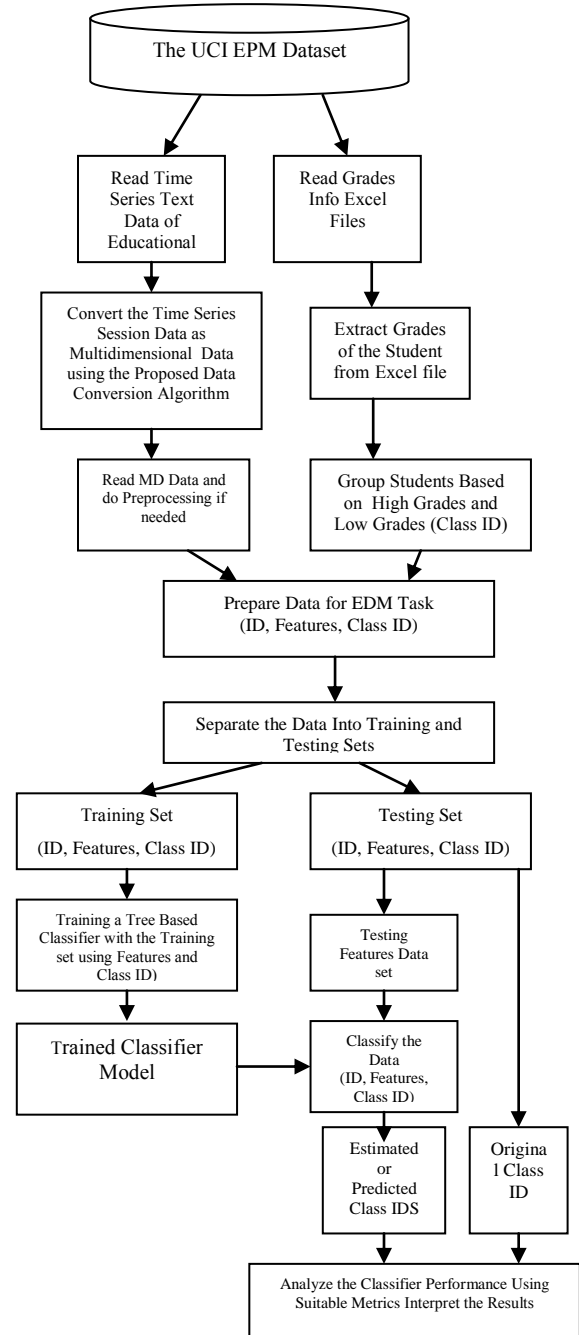 The UCI EPM Dataset
Read Time
Series Text
Data of
Educational
Read Grades
Info Excel
Files
Convert the Time Series
Session Data as
Multidimensional Data
using the Proposed Data
Conversion Algorithm
Extract Grades
of the Student
from Excel file
Read MD Data and
do Preprocessing if
needed
Group Students Based
on High Grades and
Low Grades (Class ID)
Prepare Data for EDM Task
(ID, Features, Class ID)
Separate the Data Into Training and
Testing Sets
Training Set
(ID, Features, Class ID)
Testing Set
(ID, Features, Class ID)
Training a Tree Based
Classifier with the Training
set using Features and
Class ID)
Testing
Features Data
set
Trained Classifier
Model
Classify the
Data
(ID, Features,
Class ID)
Estimated
or
Predicted
Class IDS
Origina
l Class
ID
Analyze the Classifier Performance Using
Suitable Metrics Interpret the Results